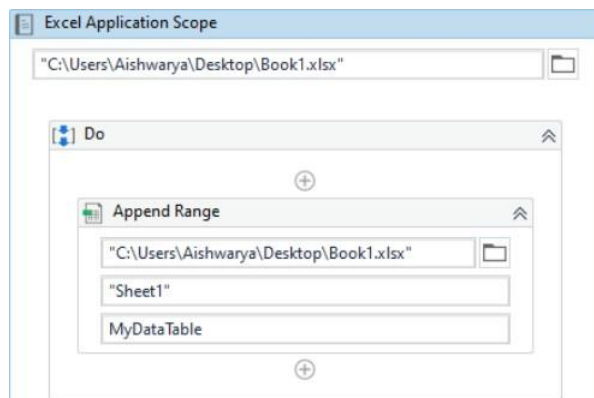 Excel Application Scope
"C:\Users\Aishwarya\Desktop\Book1.xlsx"
Do
Append Range
"C:\Users\Aishwarya\Desktop\Book1.xlsx"
"Sheet1"
MyDataTable